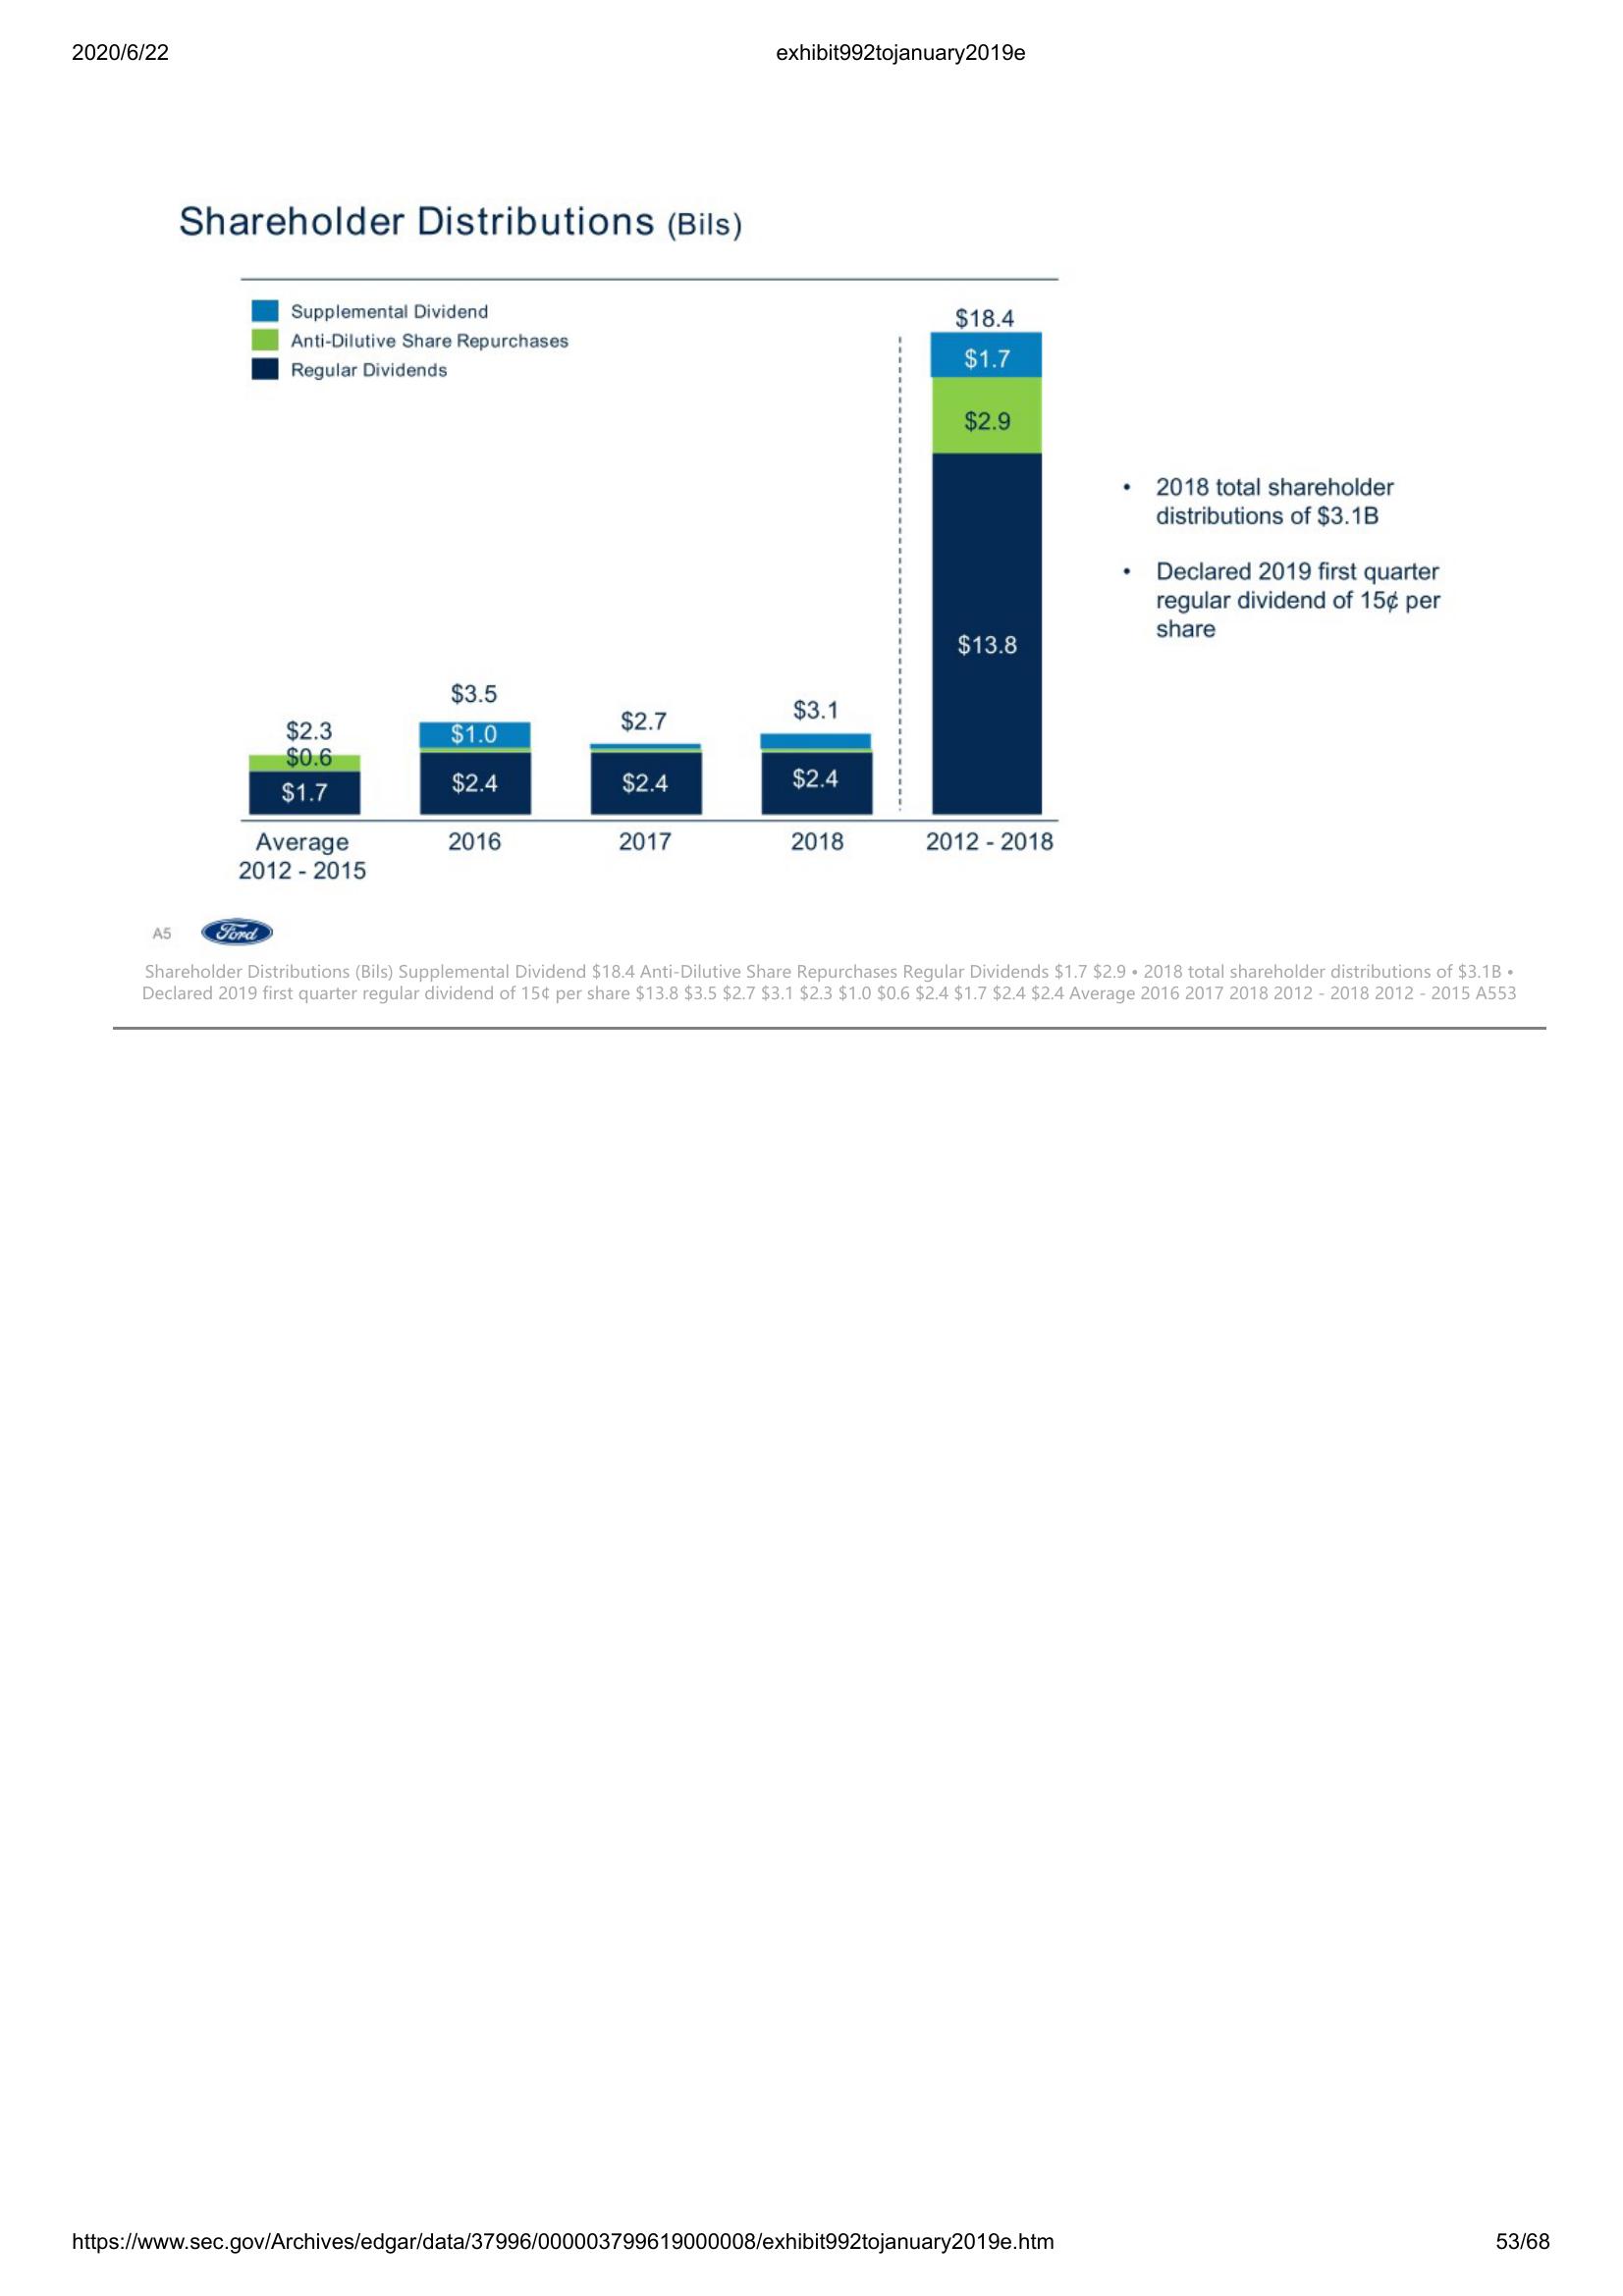 2020/6/22 exhibit992tojanuary2019e
Shareholder Distributions (Bils)
Supplemental Dividend
Anti-Dilutive Share Repurchases
Regular Dividends
$18.4
$1.7
$2.9
$13.8
$3.5
$1.0
$2.4
$2.3
$0.6
$1.7
$2.7
$2.4
$3.1
$2.4
Average
2012 - 2015
2016
2017
2018
2012 - 2018
• 2018 total shareholder
distributions of $3.1B
• Declared 2019 first quarter
regular dividend of 15¢ per
share
A5 Ford
Shareholder Distributions (Bils) Supplemental Dividend $18.4 Anti-Dilutive Share Repurchases Regular Dividends $1.7 $2.9 • 2018 total shareholder distributions of $3.1B •
Declared 2019 first quarter regular dividend of 15¢ per share $13.8 $3.5 $2.7 $3.1 $2.3 $1.0 $0.6 $2.4 $1.7 $2.4 $2.4 Average 2016 2017 2018 2012 - 2018 2012 - 2015 A553
https://www.sec.gov/Archives/edgar/data/37996/000003799619000008/exhibit992tojanuary2019e.htm 53/68